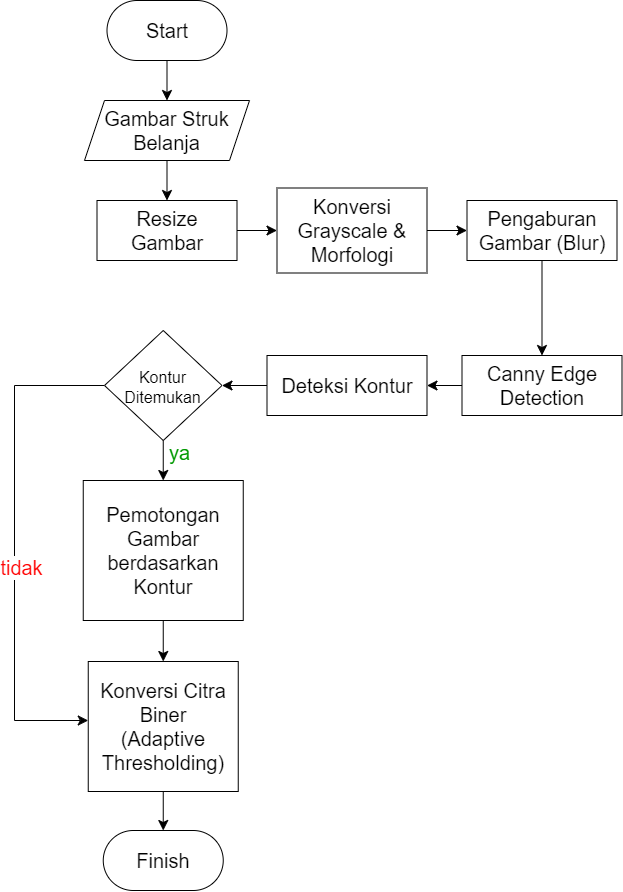 Start
Gambar Struk
Belanja
Resize
Gambar
Konversi
Grayscale &
Morfologi
Pengaburan
Gambar (Blur)
Canny Edge
Detection
Deteksi Kontur
Kontur
Ditemukan
ya
tidak
Pemotongan
Gambar
berdasarkan
Kontur
Konversi Citra
Biner
(Adaptive
Thresholding)
Finish